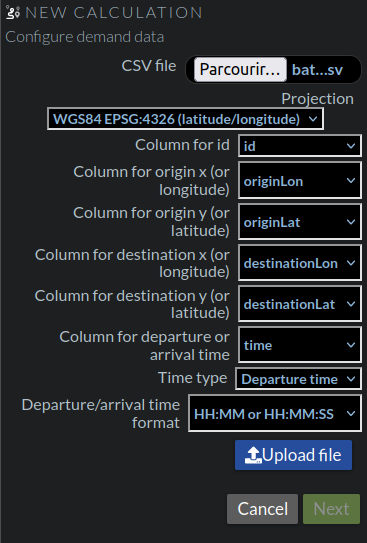 NEW CALCULATION
Configure demand data
CSV file Parcourir... bat...sv
Projection
WGS84 EPSG:4326 (latitude/longitude)
Column for id id
Column for origin x (or
longitude) originLon
Column for origin y (or
latitude) originLat
Column for destination x (or
longitude) destinationLon
Column for destination y (or
latitude) destinationLat
Column for departure or
arrival time time
Time type Departure time
Departure/arrival time
format HH:MM or HH:MM:SS
Upload file
Cancel Next